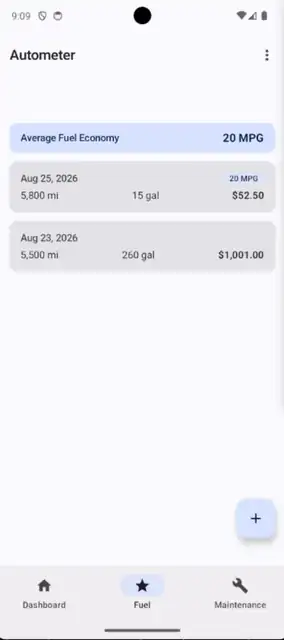 9:09
Autometer
Average Fuel Economy 20 MPG
Aug 25, 2026 20 MPG
5,800 mi 15 gal $52.50
Aug 23, 2026
5,500 mi 260 gal $1,001.00
+
Dashboard Fuel Maintenance